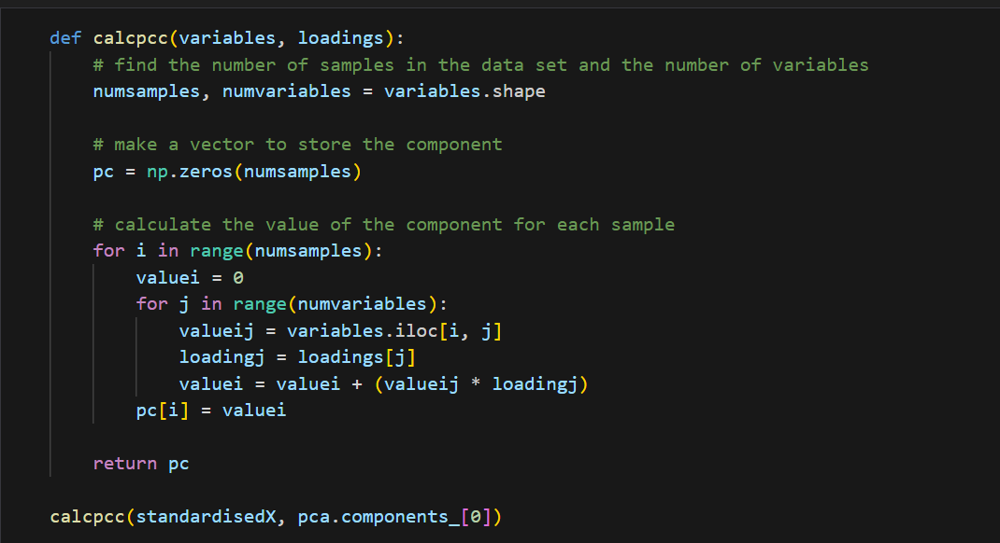 def calcpcc(variables, loadings):
    # find the number of samples in the data set and the number of variables
    numsamples, numvariables = variables.shape

    # make a vector to store the component
    pc = np.zeros(numsamples)

    # calculate the value of the component for each sample
    for i in range(numsamples):
        valuei = 0
        for j in range(numvariables):
            valueij = variables.iloc[i, j]
            loadingj = loadings[j]
            valuei = valuei + (valueij * loadingj)
        pc[i] = valuei

    return pc

calcpcc(standardisedX, pca.components_[0])